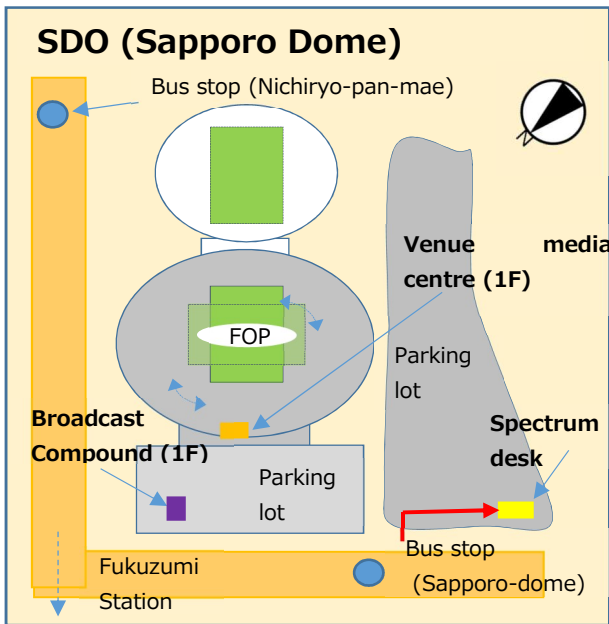 SDO (Sapporo Dome)
Bus stop (Nichiryo-pan-mae)
Venue media
centre (1F)
FOP
Parking
lot
Broadcast
Compound (1F)
Spectrum
desk
Parking
lot
Bus stop
(Sapporo-dome)
Fukuzumi
Station
N